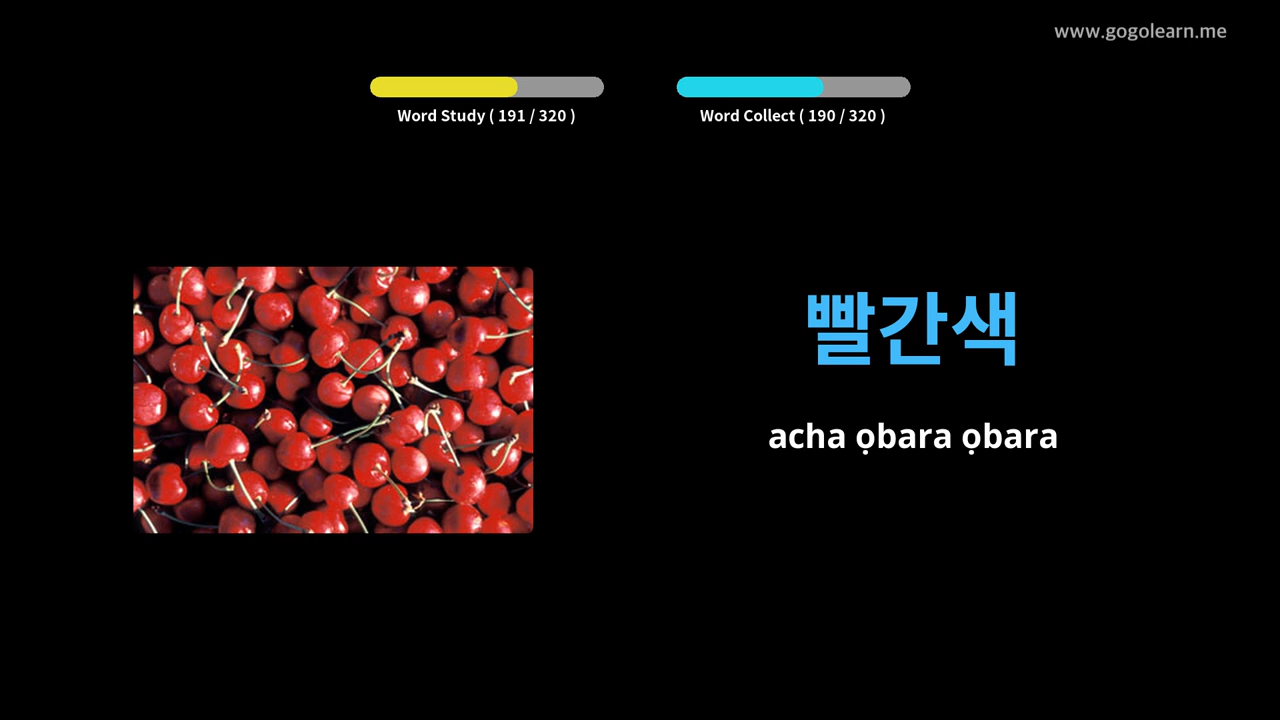 www.gogolearn.me
Word Study ( 191 / 320 )
Word Collect ( 190 / 320 )
빨간색
acha ọbara ọbara